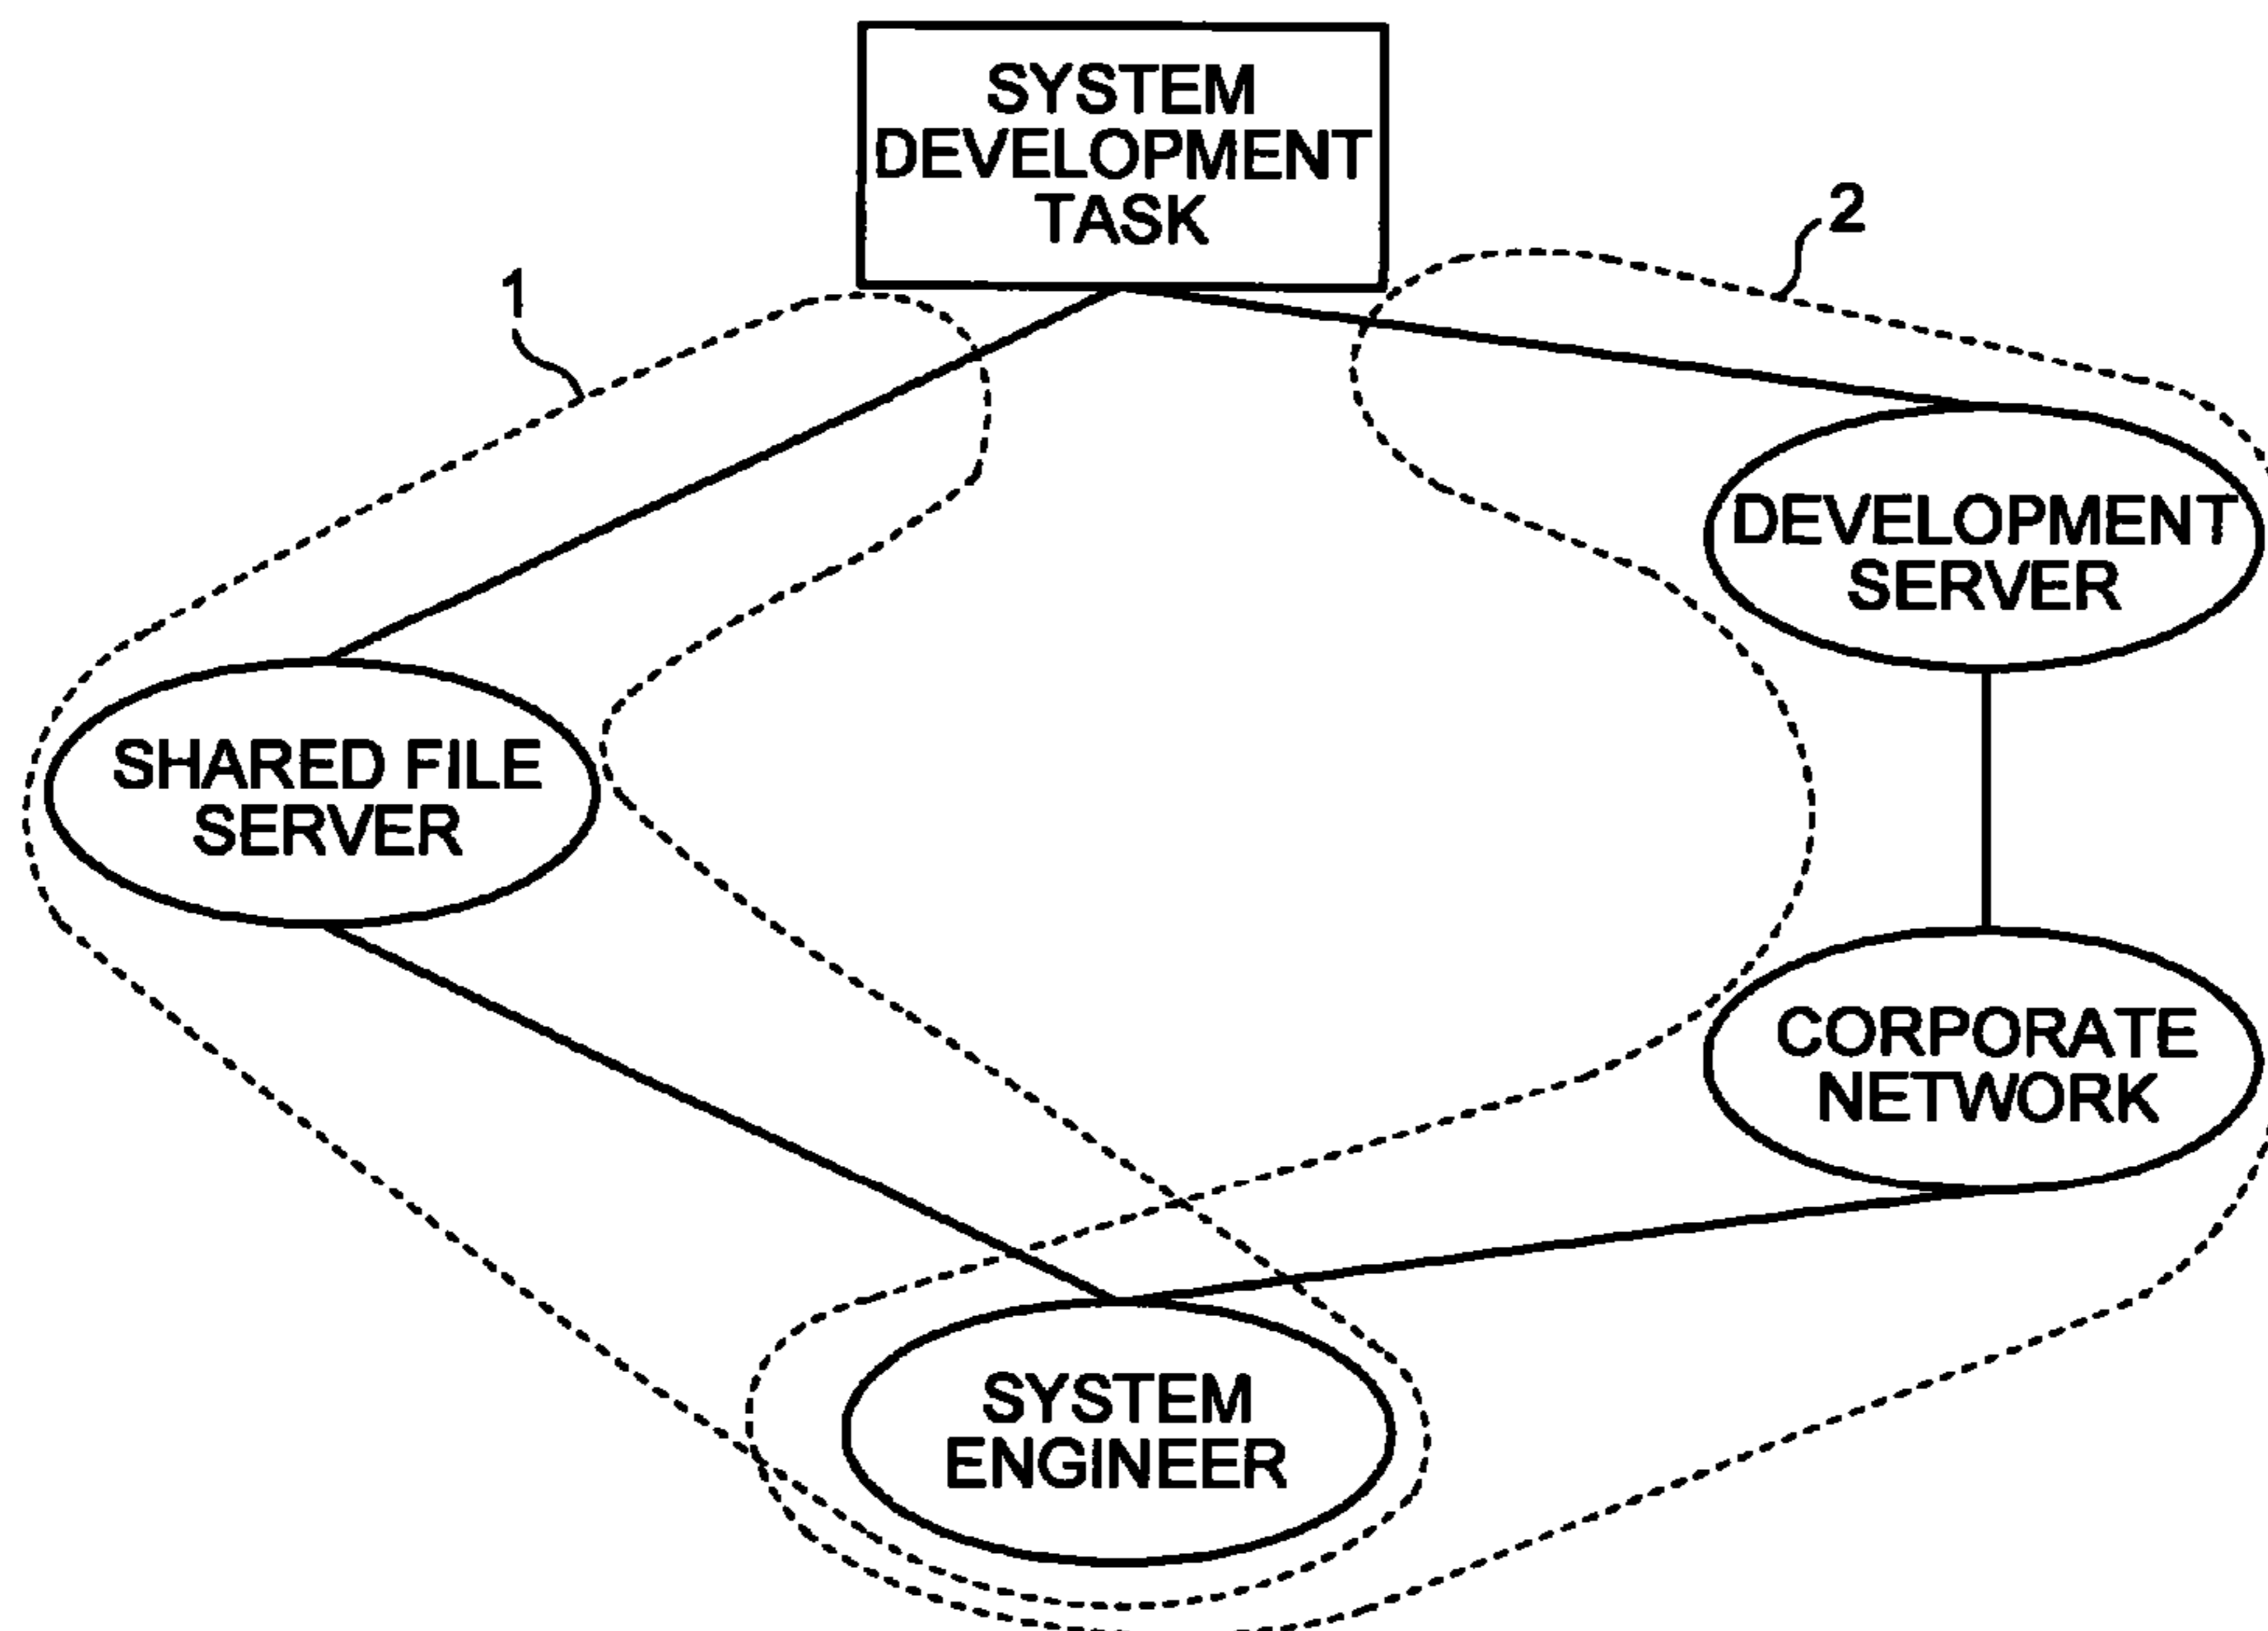 SYSTEM
DEVELOPMENT
TASK
2
1
DEVELOPMENT
SERVER
SHARED FILE
SERVER
CORPORATE
NETWORK
SYSTEM
ENGINEER